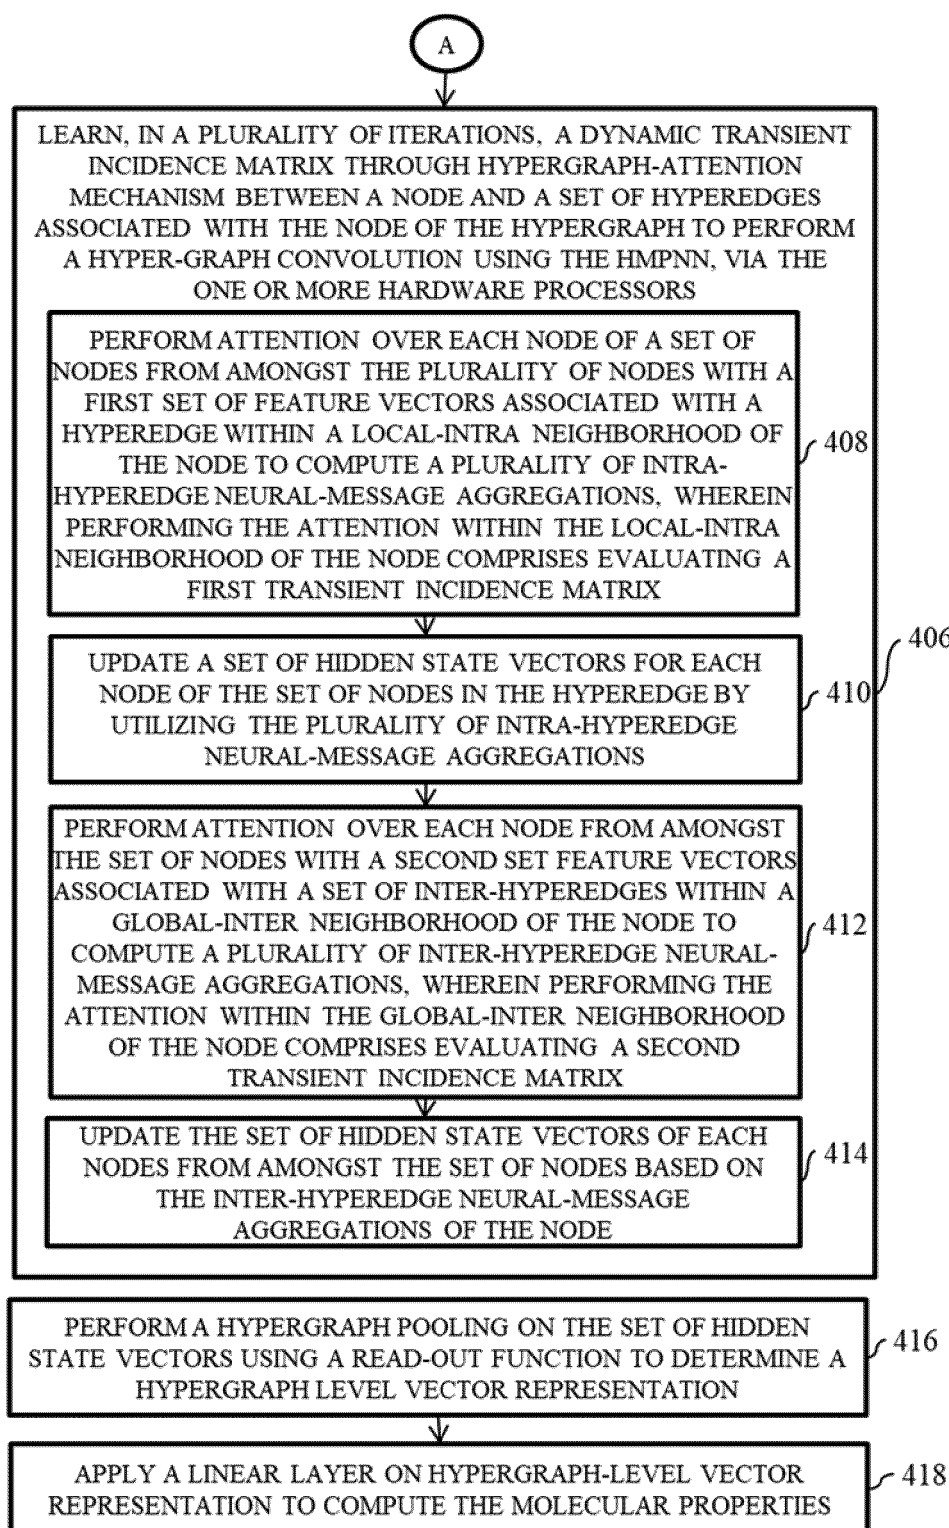 A
LEARN, IN A PLURALITY OF ITERATIONS, A DYNAMIC TRANSIENT
INCIDENCE MATRIX THROUGH HYPERGRAPH-ATTENTION
MECHANISM BETWEEN A NODE AND A SET OF HYPEREDGES
ASSOCIATED WITH THE NODE OF THE HYPERGRAPH TO PERFORM
A HYPER-GRAPH CONVOLUTION USING THE HMPNN, VIA THE
ONE OR MORE HARDWARE PROCESSORS
PERFORM ATTENTION OVER EACH NODE OF A SET OF
NODES FROM AMONGST THE PLURALITY OF NODES WITH A
FIRST SET OF FEATURE VECTORS ASSOCIATED WITH A
HYPEREDGE WITHIN A LOCAL-INTRA NEIGHBORHOOD OF
THE NODE TO COMPUTE A PLURALITY OF INTRA-
HYPEREDGE NEURAL-MESSAGE AGGREGATIONS, WHEREIN
PERFORMING THE ATTENTION WITHIN THE LOCAL-INTRA
NEIGHBORHOOD OF THE NODE COMPRISES EVALUATING A
FIRST TRANSIENT INCIDENCE MATRIX
408
406
UPDATE A SET OF HIDDEN STATE VECTORS FOR EACH
NODE OF THE SET OF NODES IN THE HYPEREDGE BY
UTILIZING THE PLURALITY OF INTRA-HYPEREDGE
NEURAL-MESSAGE AGGREGATIONS
410
PERFORM ATTENTION OVER EACH NODE FROM AMONGST
THE SET OF NODES WITH A SECOND SET FEATURE VECTORS
ASSOCIATED WITH A SET OF INTER-HYPEREDGES WITHIN A
GLOBAL-INTER NEIGHBORHOOD OF THE NODE TO
COMPUTE A PLURALITY OF INTER-HYPEREDGE NEURAL-
MESSAGE AGGREGATIONS, WHEREIN PERFORMING THE
ATTENTION WITHIN THE GLOBAL-INTER NEIGHBORHOOD
OF THE NODE COMPRISES EVALUATING A SECOND
TRANSIENT INCIDENCE MATRIX
412
UPDATE THE SET OF HIDDEN STATE VECTORS OF EACH
NODES FROM AMONGST THE SET OF NODES BASED ON
THE INTER-HYPEREDGE NEURAL-MESSAGE
AGGREGATIONS OF THE NODE
414
PERFORM A HYPERGRAPH POOLING ON THE SET OF HIDDEN
STATE VECTORS USING A READ-OUT FUNCTION TO DETERMINE A
HYPERGRAPH LEVEL VECTOR REPRESENTATION
416
APPLY A LINEAR LAYER ON HYPERGRAPH-LEVEL VECTOR
REPRESENTATION TO COMPUTE THE MOLECULAR PROPERTIES
418